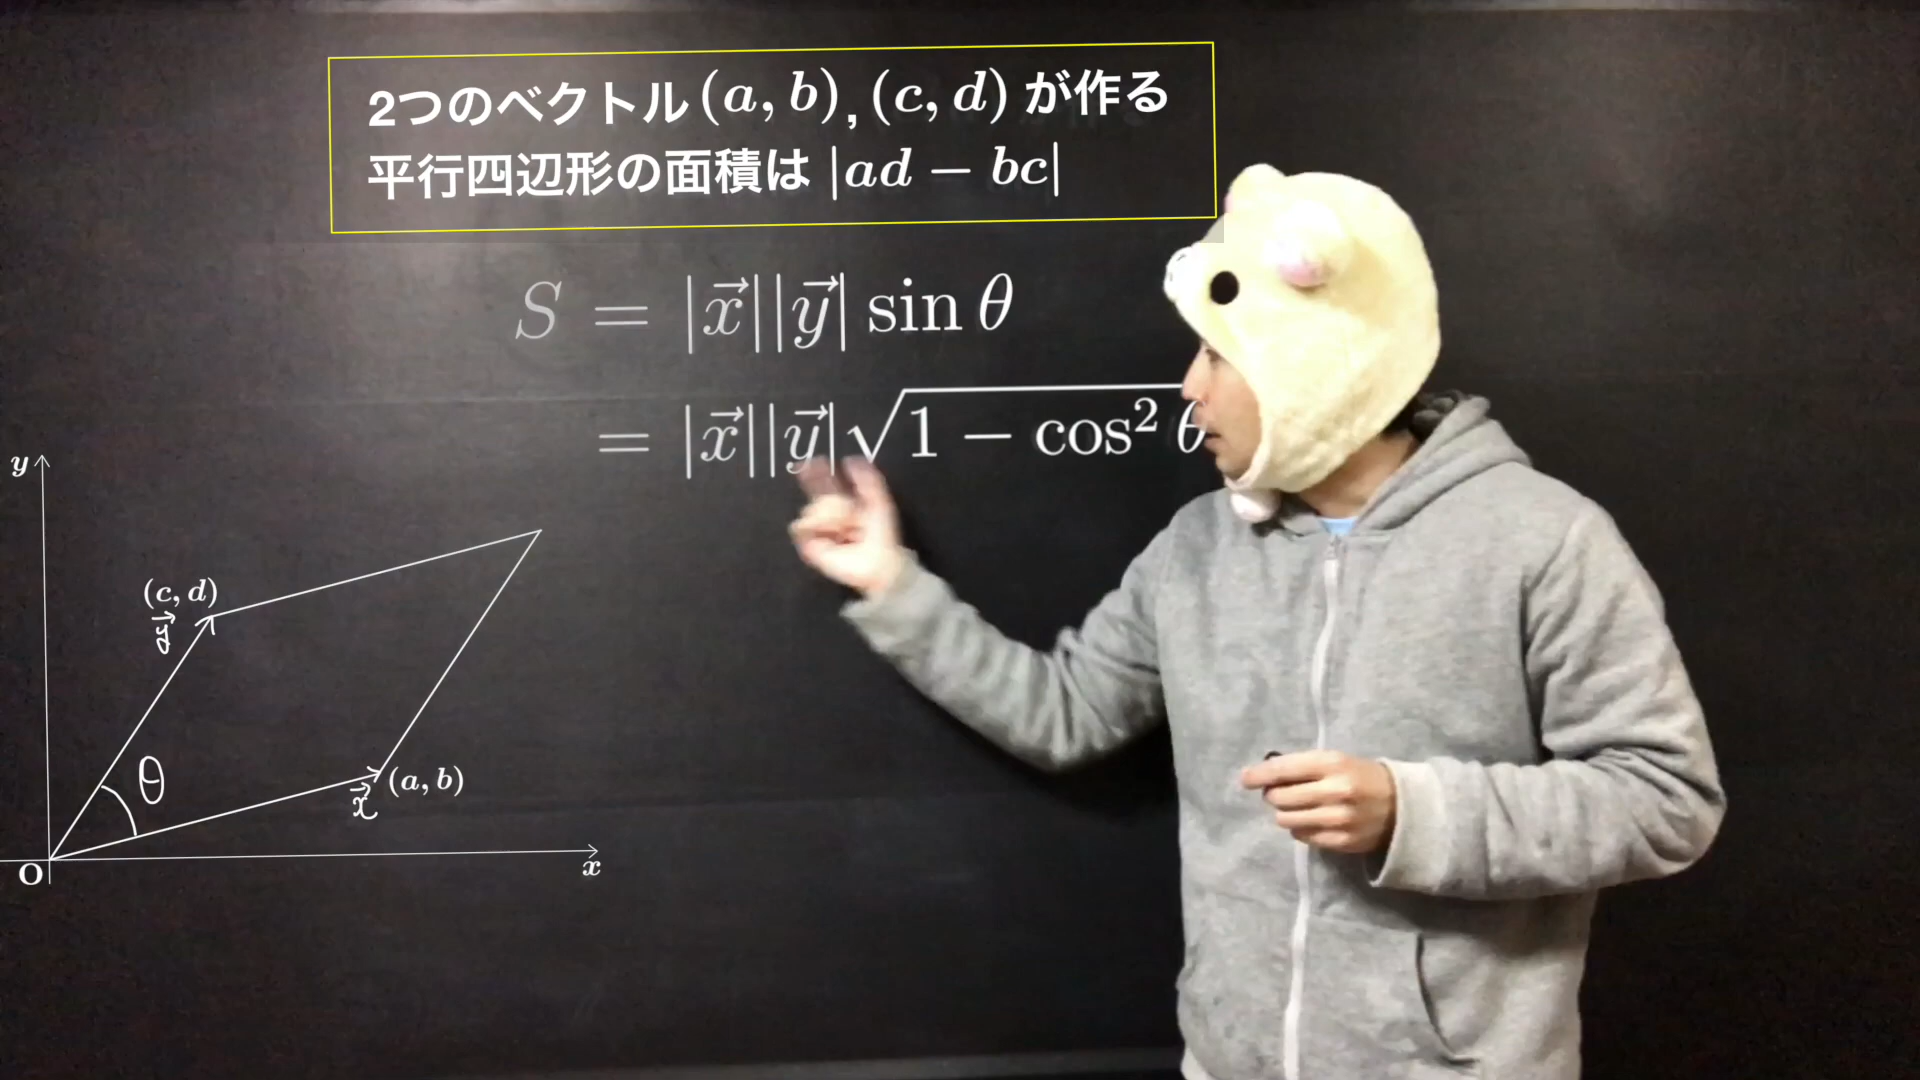 2つのベクトル(a, b), (c, d) が作る
平行四辺形の面積は |ad − bc|
S = |x⃗||y⃗| sin θ
= |x⃗||y⃗|√1 − cos² θ
y
(c, d)
y⃗
θ
(a, b)
x⃗
O
x